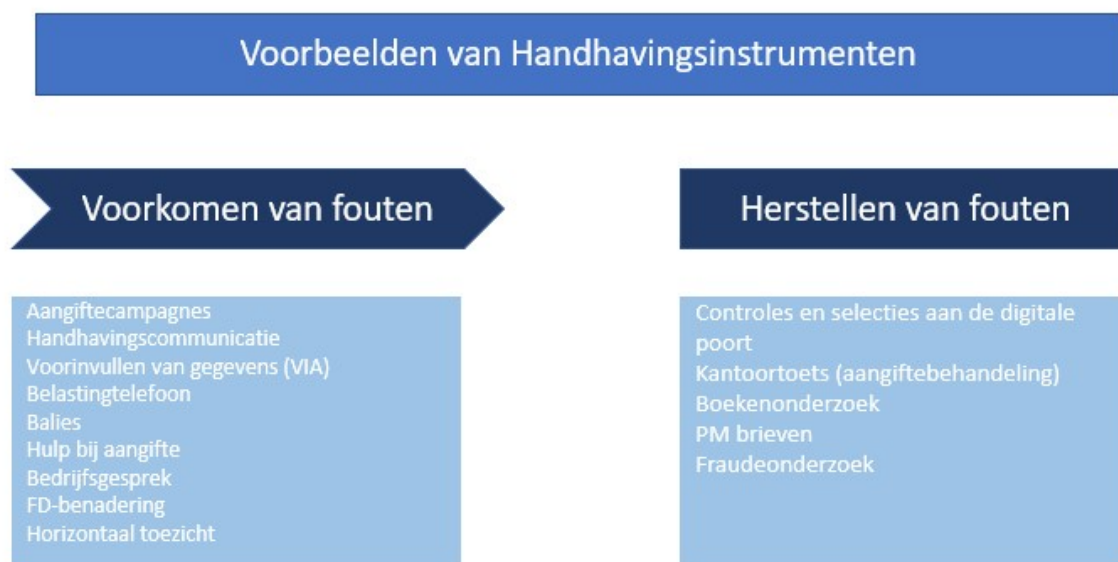 Voorbeelden van Handhavingsinstrumenten
Voorkomen van fouten
Aangiftecampagnes
Handhavingscommunicatie
Voorinvullen van gegevens (VIA)
Belastingtelefoon
Balies
Hulp bij aangifte
Bedrijfsgesprek
FD-benadering
Horizontaal toezicht
Herstellen van fouten
Controles en selecties aan de digitale
poort
Kantoortoets (aangiftebehandeling)
Boekenonderzoek
PM brieven
Fraudeonderzoek